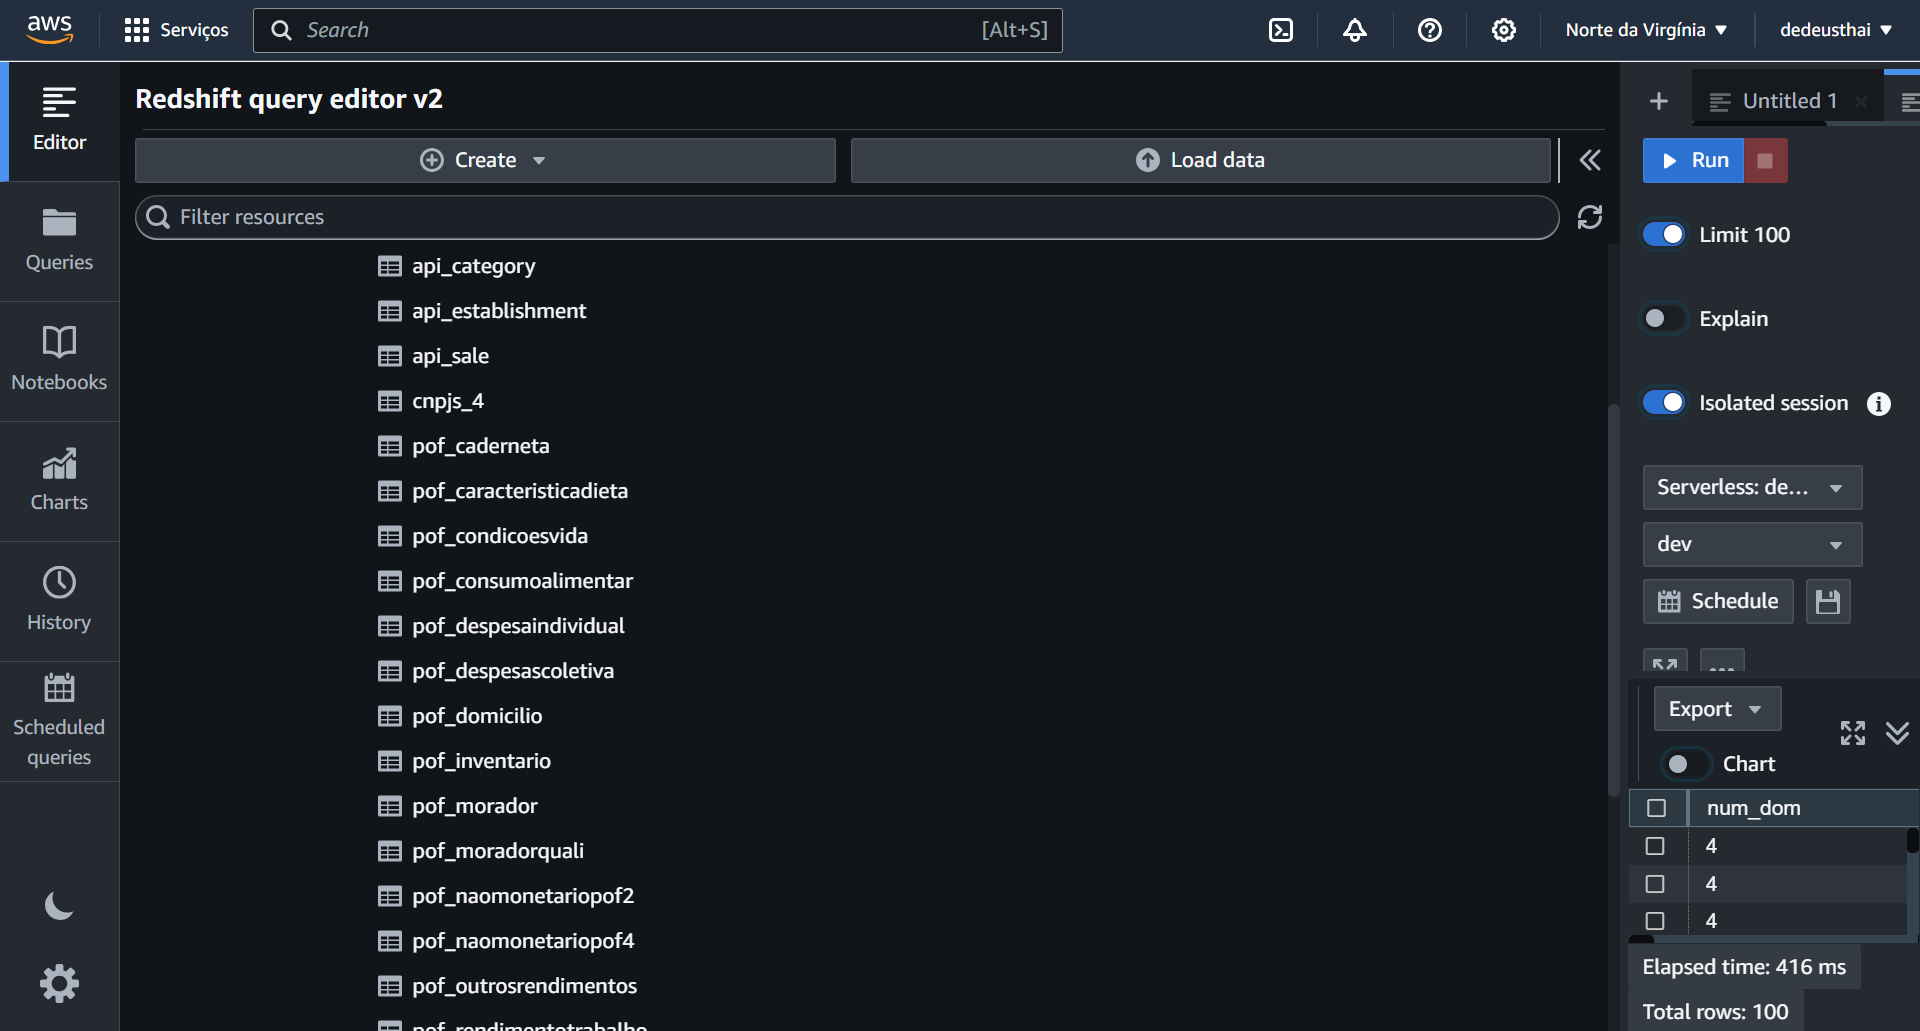 aws
Serviços
Search [Alt+S]
Norte da Virgínia
dedeusthai
Editor
Queries
Notebooks
Charts
History
Scheduled
queries
Redshift query editor v2
Create
Load data
Filter resources
api_category
api_establishment
api_sale
cnpjs_4
pof_caderneta
pof_caracteristicadieta
pof_condicoesvida
pof_consumoalimentar
pof_despesaindividual
pof_despesascoletiva
pof_domicilio
pof_inventario
pof_morador
pof_moradorquali
pof_naomonetariopof2
pof_naomonetariopof4
pof_outrosrendimentos
pof_rendimentotrabalho
Untitled 1
Run
Limit 100
Explain
Isolated session
Serverless: de...
dev
Schedule
Export
Chart
num_dom
4
4
4
Elapsed time: 416 ms
Total rows: 100